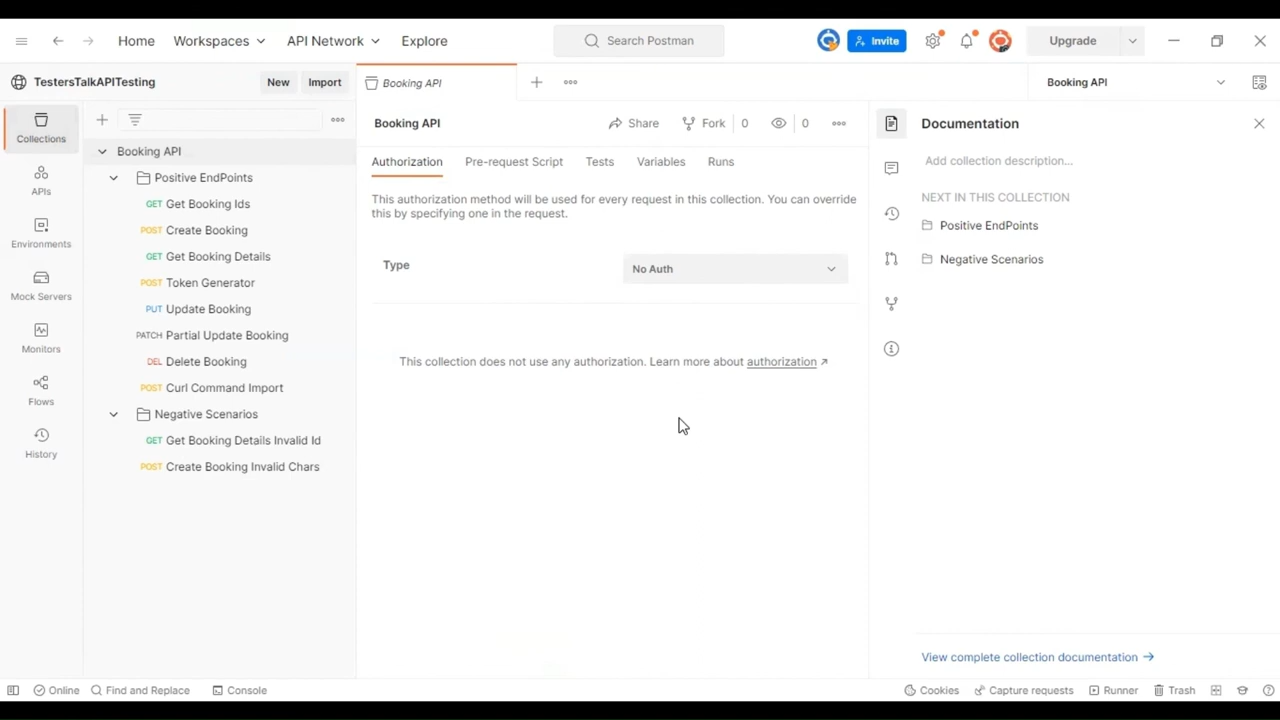 Home Workspaces API Network Explore Search Postman Invite Upgrade
TestersTalkAPITesting New Import Booking API Booking API
Collections
APIs
Environments
Mock Servers
Monitors
Flows
History
Booking API
Positive EndPoints
GET Get Booking Ids
POST Create Booking
GET Get Booking Details
POST Token Generator
PUT Update Booking
PATCH Partial Update Booking
DEL Delete Booking
POST Curl Command Import
Negative Scenarios
GET Get Booking Details Invalid Id
POST Create Booking Invalid Chars
Booking API Share Fork 0 0
Authorization Pre-request Script Tests Variables Runs
This authorization method will be used for every request in this collection. You can override
this by specifying one in the request.
Type No Auth
This collection does not use any authorization. Learn more about authorization ↗
Documentation
Add collection description...
NEXT IN THIS COLLECTION
Positive EndPoints
Negative Scenarios
View complete collection documentation →
Online Find and Replace Console Cookies Capture requests Runner Trash